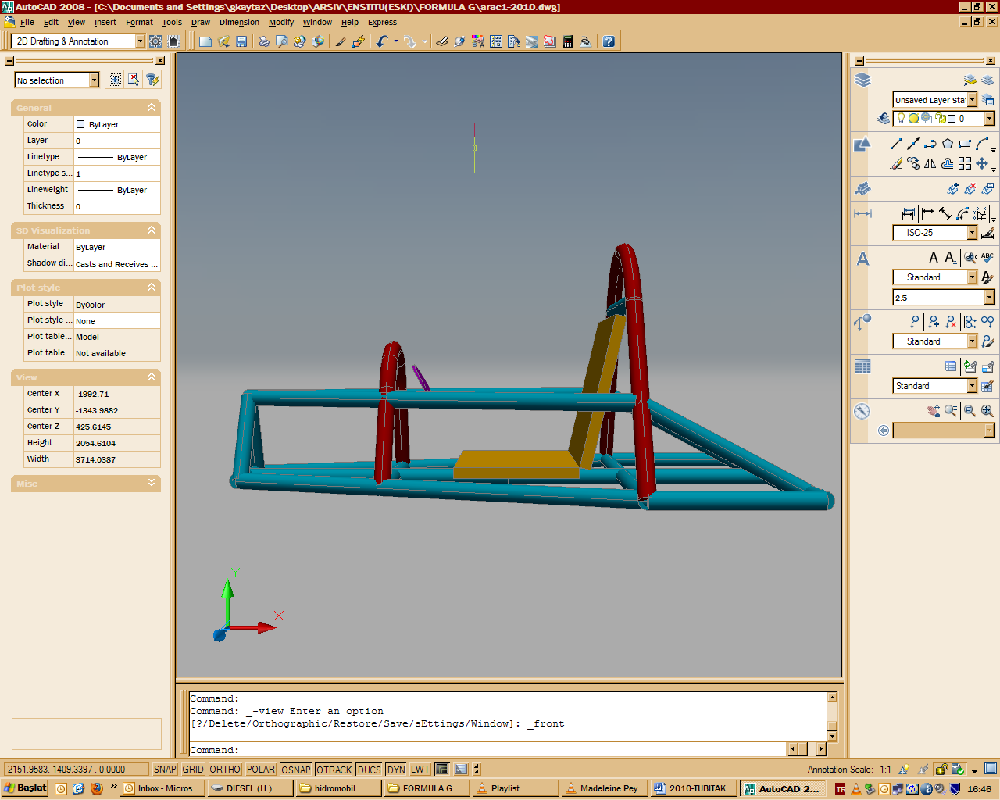 AutoCAD 2008 - [C:\Documents and Settings\gkaytaz\Desktop\ARSIV\ENSTITU(ESKI)\FORMULA G\arac1-2010.dwg]
File Edit View Insert Format Tools Draw Dimension Modify Window Help Express
2D Drafting & Annotation
No selection
General
Color ByLayer
Layer 0
Linetype ByLayer
Linetype s... 1
Lineweight ByLayer
Thickness 0
3D Visualization
Material ByLayer
Shadow di... Casts and Receives ...
Plot style
Plot style ByColor
Plot style ... None
Plot table... Model
Plot table... Not available
View
Center X -1992.71
Center Y -1343.9882
Center Z 425.6145
Height 2054.6104
Width 3714.0387
Misc
Y
X
Unsaved Layer Sta
0
ISO-25
A A ABC
Standard
2.5
Standard
Standard
Command:
Command: _-view Enter an option
[?/Delete/Orthographic/Restore/Save/sEttings/Window]: _front
Command:
-2151.9583, 1409.3397 , 0.0000 SNAP GRID ORTHO POLAR OSNAP OTRACK DUCS DYN LWT Annotation Scale: 1:1
Başlat Inbox - Micros... DIESEL (H:) hidromobil FORMULA G Playlist Madeleine Pey... 2010-TUBITAK... AutoCAD 2... TR 16:46